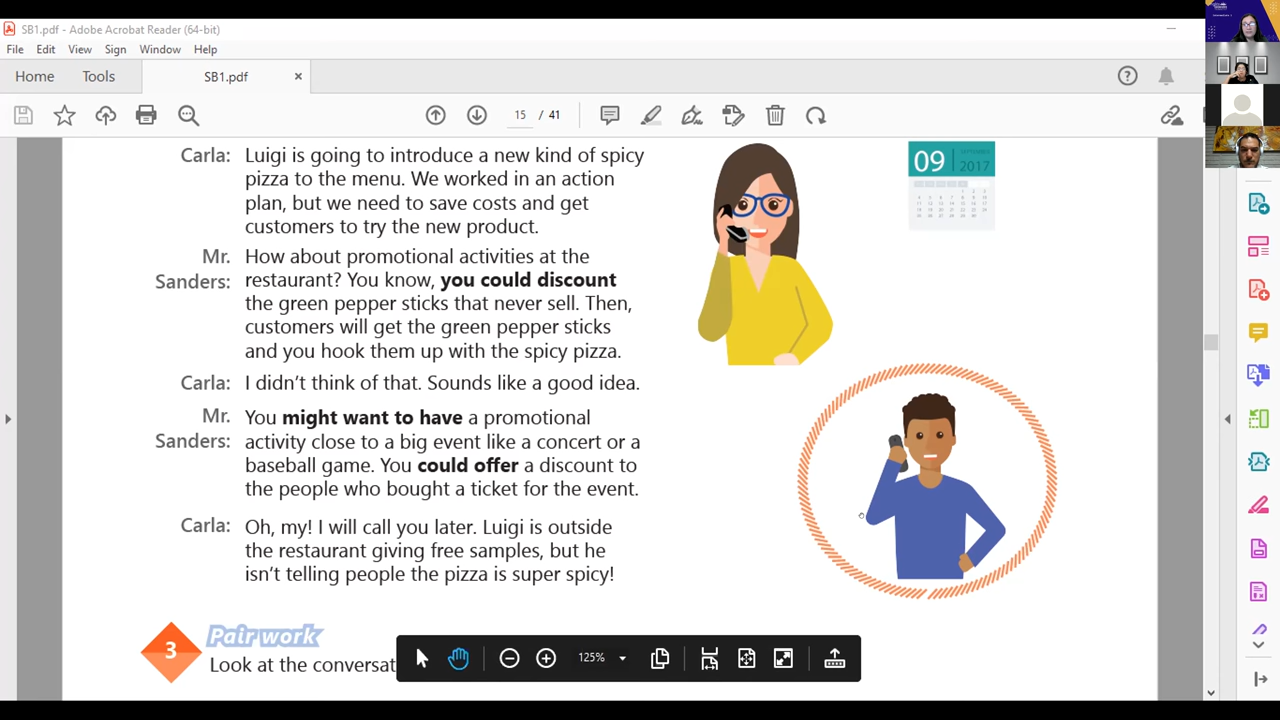 SB1.pdf - Adobe Acrobat Reader (64-bit)
File Edit View Sign Window Help
Home Tools SB1.pdf ×
15 / 41
Carla: Luigi is going to introduce a new kind of spicy
pizza to the menu. We worked in an action
plan, but we need to save costs and get
customers to try the new product.
Mr. How about promotional activities at the
Sanders: restaurant? You know, you could discount
the green pepper sticks that never sell. Then,
customers will get the green pepper sticks
and you hook them up with the spicy pizza.
Carla: I didn’t think of that. Sounds like a good idea.
Mr. You might want to have a promotional
Sanders: activity close to a big event like a concert or a
baseball game. You could offer a discount to
the people who bought a ticket for the event.
Carla: Oh, my! I will call you later. Luigi is outside
the restaurant giving free samples, but he
isn’t telling people the pizza is super spicy!
09
2017
3 Pair work
Look at the conversat
125%